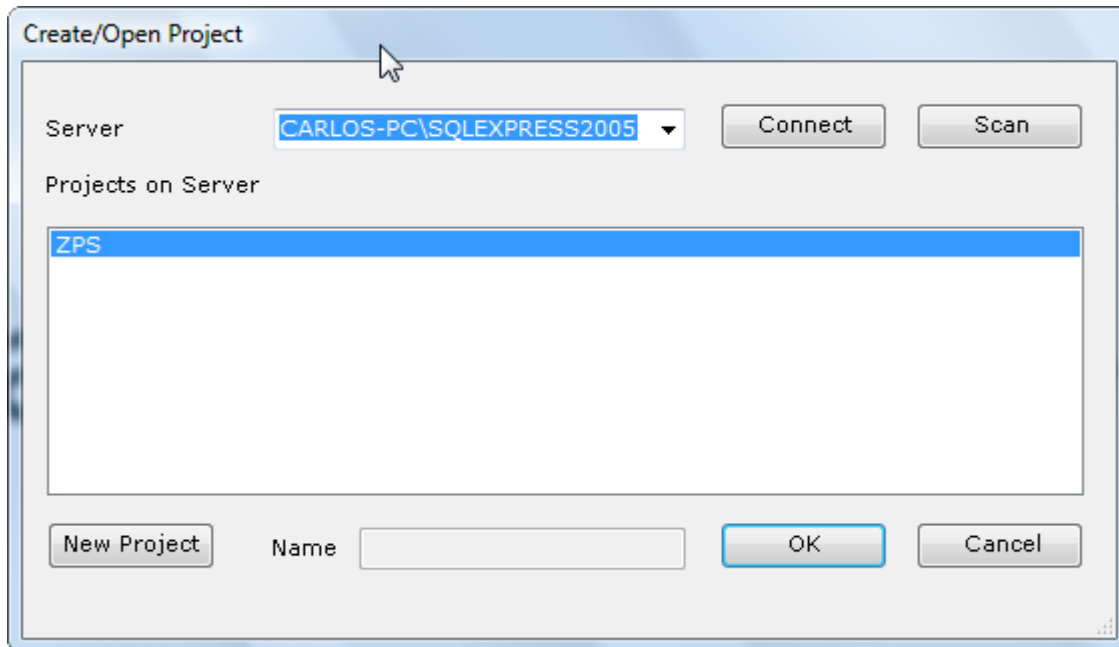 Create/Open Project
Server CARLOS-PC\SQLEXPRESS2005 Connect Scan
Projects on Server
ZPS
New Project Name OK Cancel